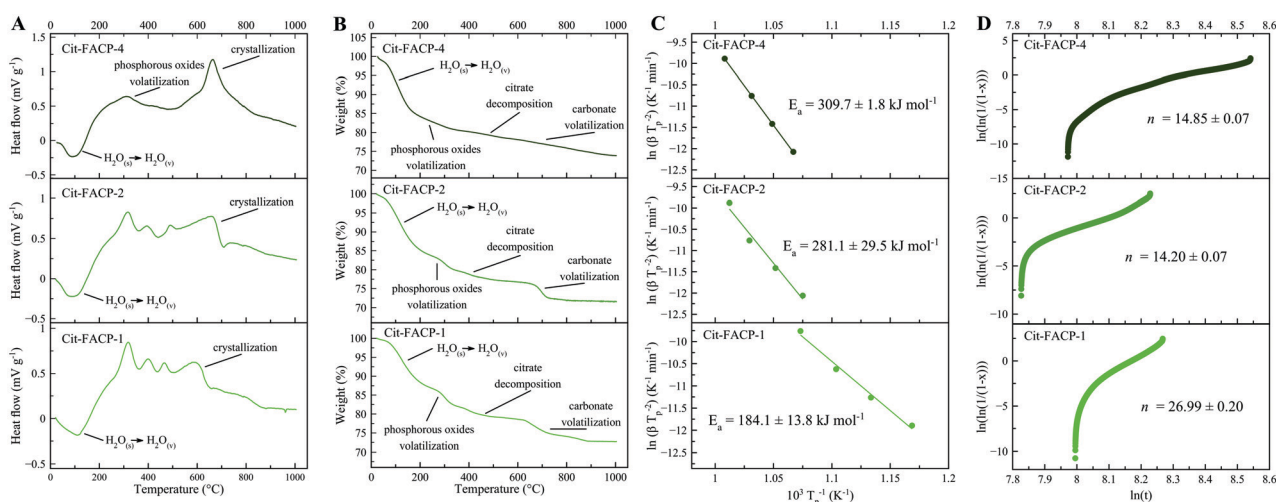 A
0 200 400 600 800 1000
1.5
1
0.5
0
−0.5
Heat flow (mV g⁻¹)
Cit-FACP-4
crystallization
phosphorous oxides
volatilization
H₂O₍ₛ₎→H₂O₍ᵥ₎
1
0.5
0
0.5
Heat flow (mV g⁻¹)
Cit-FACP-2
crystallization
H₂O₍ₛ₎→H₂O₍ᵥ₎
1
0.5
0
0.5
Heat flow (mV g⁻¹)
Cit-FACP-1
crystallization
H₂O₍ₛ₎→H₂O₍ᵥ₎
0 200 400 600 800 1000
Temperature (°C)
B
0 200 400 600 800 1000
100
95
90
85
80
75
70
Weight (%)
Cit-FACP-4
H₂O₍ₛ₎→H₂O₍ᵥ₎
citrate
decomposition
carbonate
volatilization
phosphorous oxides
volatilization
100
95
90
85
80
75
70
Weight (%)
Cit-FACP-2
H₂O₍ₛ₎→H₂O₍ᵥ₎
citrate
decomposition
carbonate
volatilization
phosphorous oxides
volatilization
100
95
90
85
80
75
70
Weight (%)
Cit-FACP-1
H₂O₍ₛ₎→H₂O₍ᵥ₎
citrate
decomposition
carbonate
volatilization
phosphorous oxides
volatilization
0 200 400 600 800 1000
Temperature (°C)
C
1 1.05 1.1 1.15 1.2
−9.5
−10
−10.5
−11
−11.5
−12
−12.5
ln (β Tₚ⁻²) (K⁻¹ min)
Cit-FACP-4
Eₐ = 309.7 ± 1.8 kJ mol⁻¹
−9.5
−10
−10.5
−11
−11.5
−12
−12.5
ln (β Tₚ⁻²) (K⁻¹ min)
Cit-FACP-2
Eₐ = 281.1 ± 29.5 kJ mol⁻¹
−10
−10.5
−11
−11.5
−12
−12.5
ln (β Tₚ⁻²) (K⁻¹ min)
Cit-FACP-1
Eₐ = 184.1 ± 13.8 kJ mol⁻¹
1 1.05 1.1 1.15 1.2
10³ Tₚ⁻¹ (K⁻¹)
D
7.8 7.9 8 8.1 8.2 8.3 8.4 8.5 8.6
5
0
−5
−10
15
ln(ln(1/(1-x)))
Cit-FACP-4
n = 14.85 ± 0.07
0
−5
−10
ln(ln(1/(1-x)))
Cit-FACP-2
n = 14.20 ± 0.07
0
−5
−10
ln(ln(1/(1-x)))
Cit-FACP-1
n = 26.99 ± 0.20
7.8 7.9 8 8.1 8.2 8.3 8.4 8.5 8.6
ln(t)